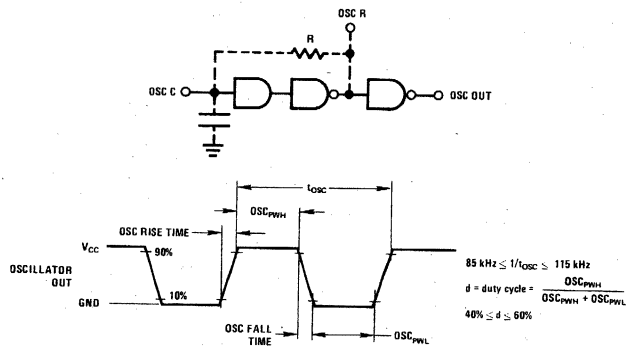 OSC R
R
OSC C
OSC OUT
tOSC
OSCPWH
OSC RISE TIME
VCC
90%
OSCILLATOR
OUT
10%
GND
OSC FALL
TIME
OSCPWL
85 kHz ≤ 1/tOSC ≤ 115 kHz
d = duty cycle = OSCPWH / OSCPWH + OSCPWL
40% ≤ d ≤ 60%